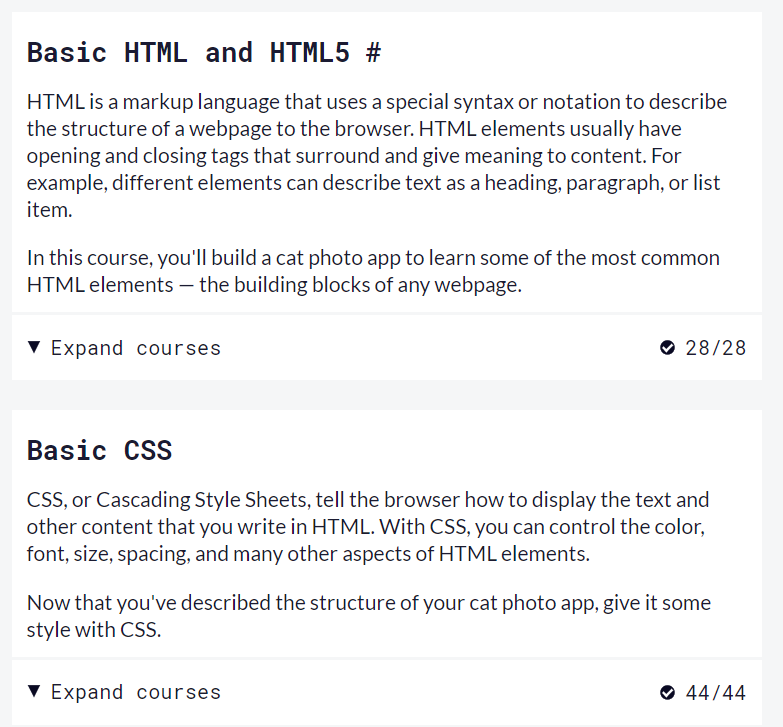 Basic HTML and HTML5 #
HTML is a markup language that uses a special syntax or notation to describe
the structure of a webpage to the browser. HTML elements usually have
opening and closing tags that surround and give meaning to content. For
example, different elements can describe text as a heading, paragraph, or list
item.
In this course, you'll build a cat photo app to learn some of the most common
HTML elements — the building blocks of any webpage.
Expand courses 28/28
Basic CSS
CSS, or Cascading Style Sheets, tell the browser how to display the text and
other content that you write in HTML. With CSS, you can control the color,
font, size, spacing, and many other aspects of HTML elements.
Now that you've described the structure of your cat photo app, give it some
style with CSS.
Expand courses 44/44